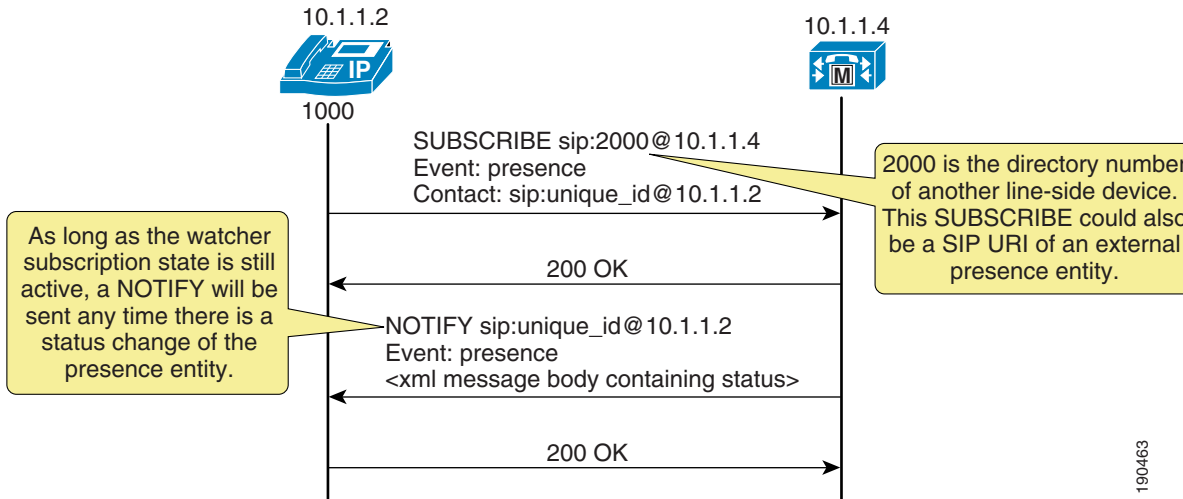 10.1.1.2
10.1.1.4
IP
M
1000
SUBSCRIBE sip:2000@10.1.1.4
Event: presence
Contact: sip:unique_id@10.1.1.2
2000 is the directory number
of another line-side device.
This SUBSCRIBE could also
be a SIP URI of an external
presence entity.
As long as the watcher
subscription state is still
active, a NOTIFY will be
sent any time there is a
status change of the
presence entity.
200 OK
NOTIFY sip:unique_id@10.1.1.2
Event: presence
<xml message body containing status>
200 OK
190463